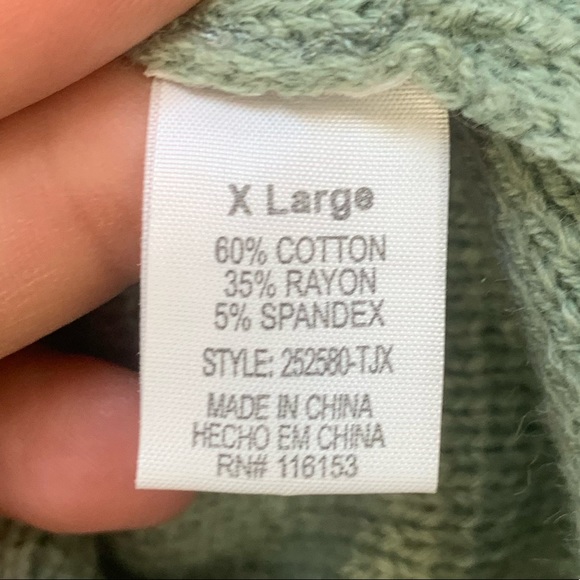 X Large
60% COTTON
35% RAYON
5% SPANDEX
STYLE: 252580-TJX
MADE IN CHINA
HECHO EM CHINA
RN# 116153